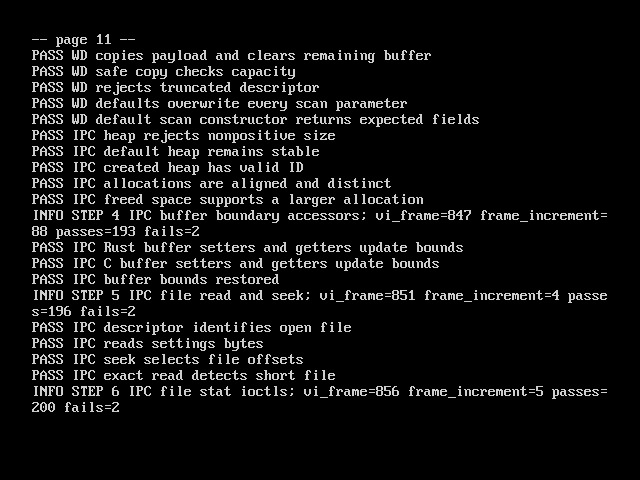 -- page 11 --
PASS WD copies payload and clears remaining buffer
PASS WD safe copy checks capacity
PASS WD rejects truncated descriptor
PASS WD defaults overwrite every scan parameter
PASS WD default scan constructor returns expected fields
PASS IPC heap rejects nonpositive size
PASS IPC default heap remains stable
PASS IPC created heap has valid ID
PASS IPC allocations are aligned and distinct
PASS IPC freed space supports a larger allocation
INFO STEP 4 IPC buffer boundary accessors; vi_frame=847 frame_increment=
88 passes=193 fails=2
PASS IPC Rust buffer setters and getters update bounds
PASS IPC C buffer setters and getters update bounds
PASS IPC buffer bounds restored
INFO STEP 5 IPC file read and seek; vi_frame=851 frame_increment=4 passe
s=196 fails=2
PASS IPC descriptor identifies open file
PASS IPC reads settings bytes
PASS IPC seek selects file offsets
PASS IPC exact read detects short file
INFO STEP 6 IPC file stat ioctls; vi_frame=856 frame_increment=5 passes=
200 fails=2